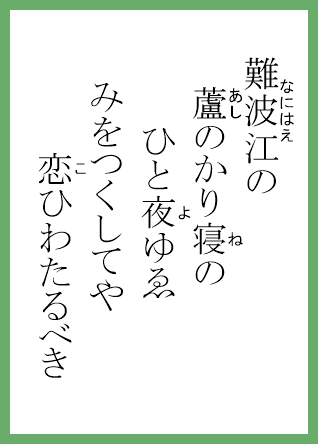 難波江の
蘆のかり寝の
ひと夜ゆゑ
みをつくしてや
恋ひわたるべき
なにはえ
あし
ね
よ
こ